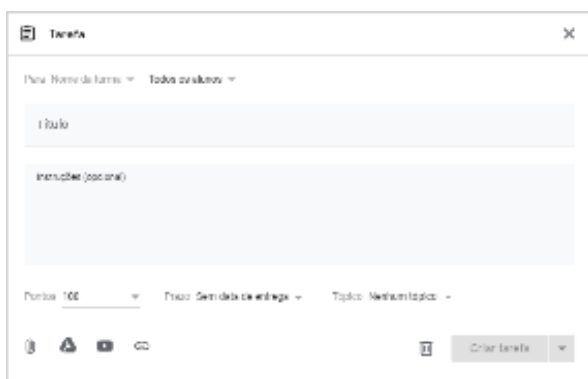 Tarefa
Para Nome da turma Todos os alunos
Título
Instruções (opcional)
Pontos 100 Prazo Sem data de entrega Tópico Nenhum tópico
Criar tarefa